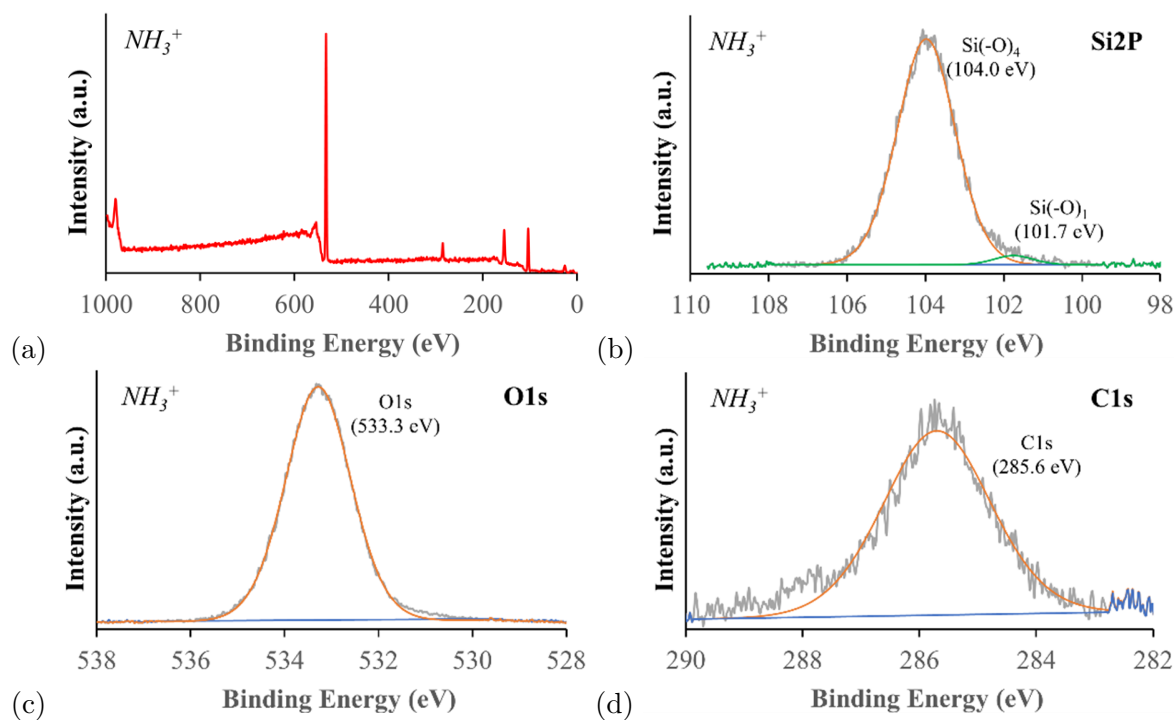 NH₃⁺
Intensity (a.u.)
1000 800 600 400 200 0
Binding Energy (eV)
(a)
NH₃⁺
Si2P
Si(-O)₄
(104.0 eV)
Si(-O)₁
(101.7 eV)
Intensity (a.u.)
110 108 106 104 102 100 98
Binding Energy (eV)
(b)
NH₃⁺
O1s
O1s
(533.3 eV)
Intensity (a.u.)
538 536 534 532 530 528
Binding Energy (eV)
(c)
NH₃⁺
C1s
C1s
(285.6 eV)
Intensity (a.u.)
290 288 286 284 282
Binding Energy (eV)
(d)